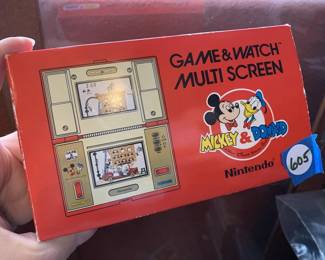 GAME&WATCH
MULTI SCREEN
MICKEY & DONALD
Nintendo
605